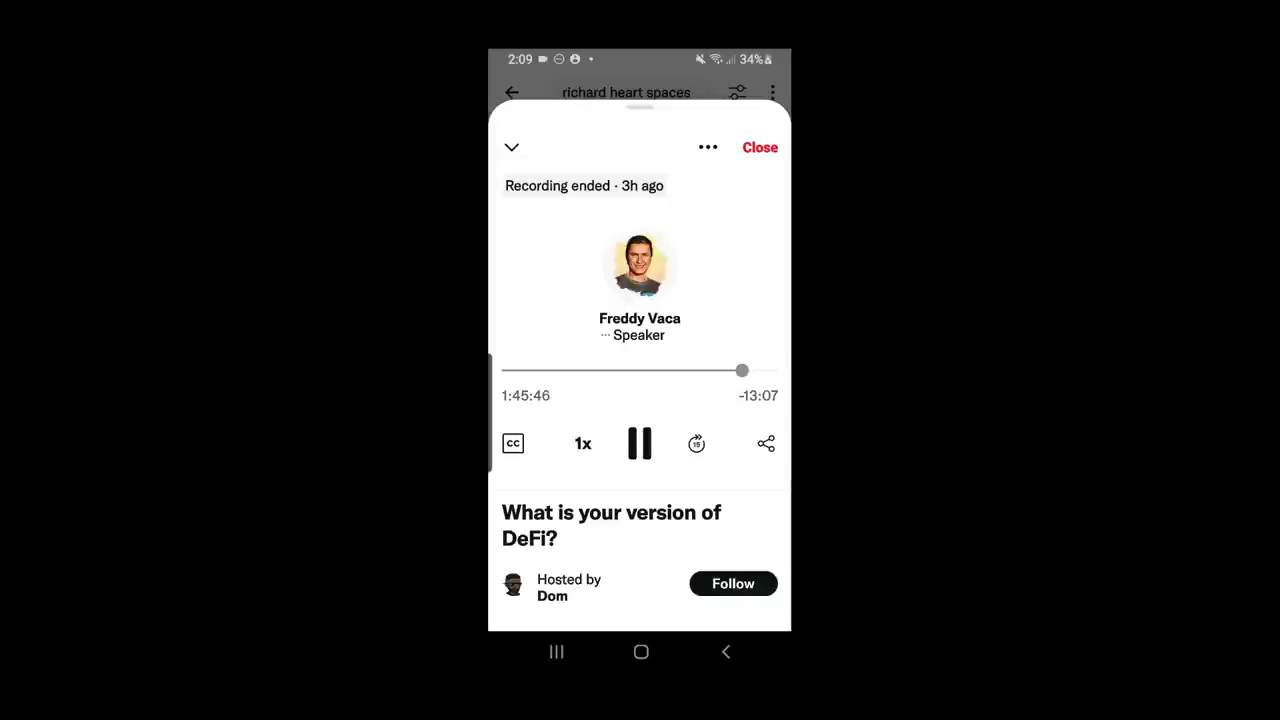 2:09
34%
richard heart spaces
Close
Recording ended · 3h ago
Freddy Vaca
Speaker
1:45:46
-13:07
CC
1x
15
What is your version of
DeFi?
Hosted by
Dom
Follow